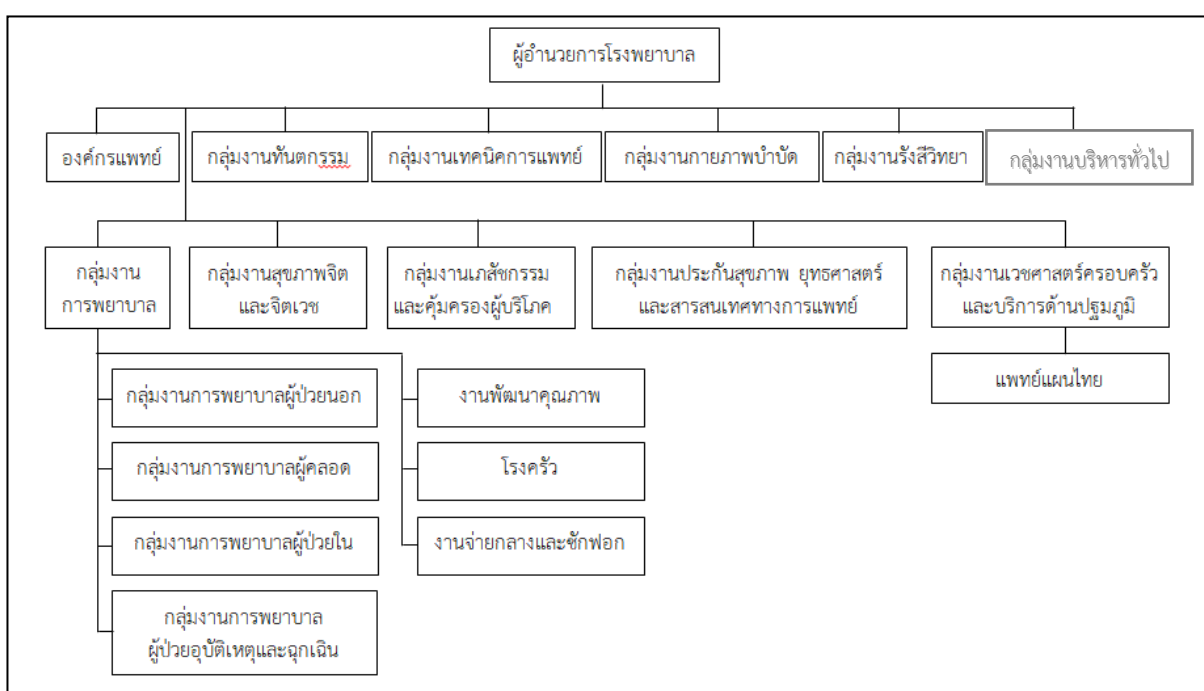 ผู้อำนวยการโรงพยาบาล
องค์กรแพทย์
กลุ่มงานทันตกรรม
กลุ่มงานเทคนิคการแพทย์
กลุ่มงานกายภาพบำบัด
กลุ่มงานรังสีวิทยา
กลุ่มงานบริหารทั่วไป
กลุ่มงาน
การพยาบาล
กลุ่มงานสุขภาพจิต
และจิตเวช
กลุ่มงานเภสัชกรรม
และคุ้มครองผู้บริโภค
กลุ่มงานประกันสุขภาพ ยุทธศาสตร์
และสารสนเทศทางการแพทย์
กลุ่มงานเวชศาสตร์ครอบครัว
และบริการด้านปฐมภูมิ
แพทย์แผนไทย
กลุ่มงานการพยาบาลผู้ป่วยนอก
งานพัฒนาคุณภาพ
กลุ่มงานการพยาบาลผู้คลอด
โรงครัว
กลุ่มงานการพยาบาลผู้ป่วยใน
งานจ่ายกลางและซักฟอก
กลุ่มงานการพยาบาล
ผู้ป่วยอุบัติเหตุและฉุกเฉิน